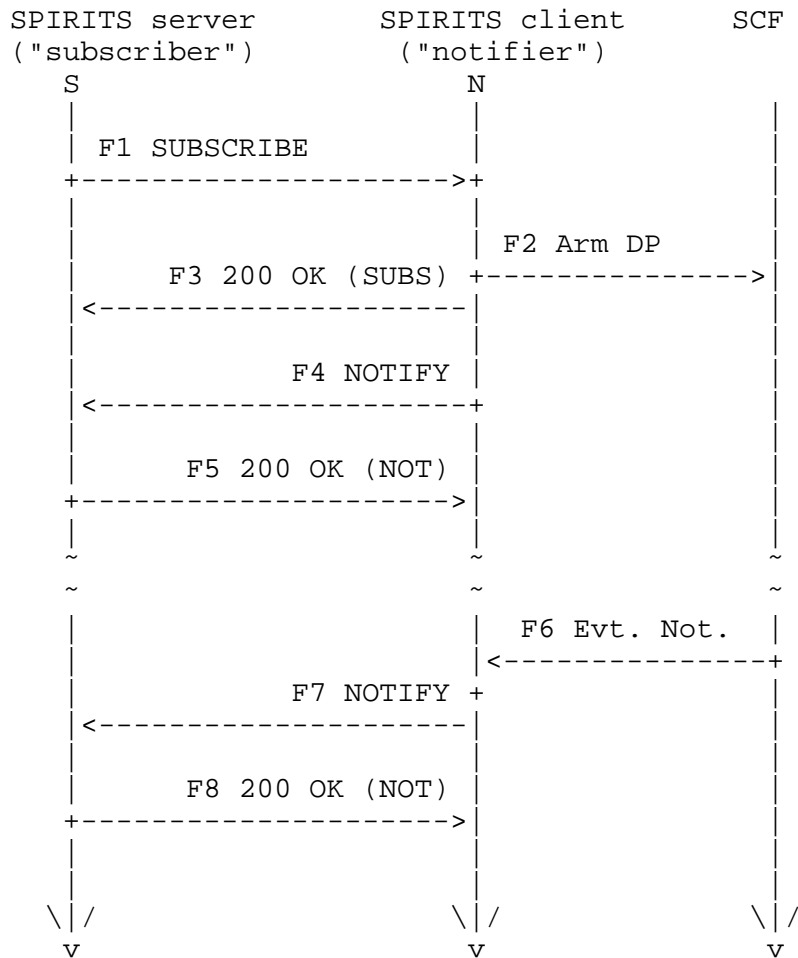 SPIRITS server SPIRITS client SCF
("subscriber") ("notifier")
S N
F1 SUBSCRIBE
F2 Arm DP
F3 200 OK (SUBS)
F4 NOTIFY
F5 200 OK (NOT)
F6 Evt. Not.
F7 NOTIFY
F8 200 OK (NOT)